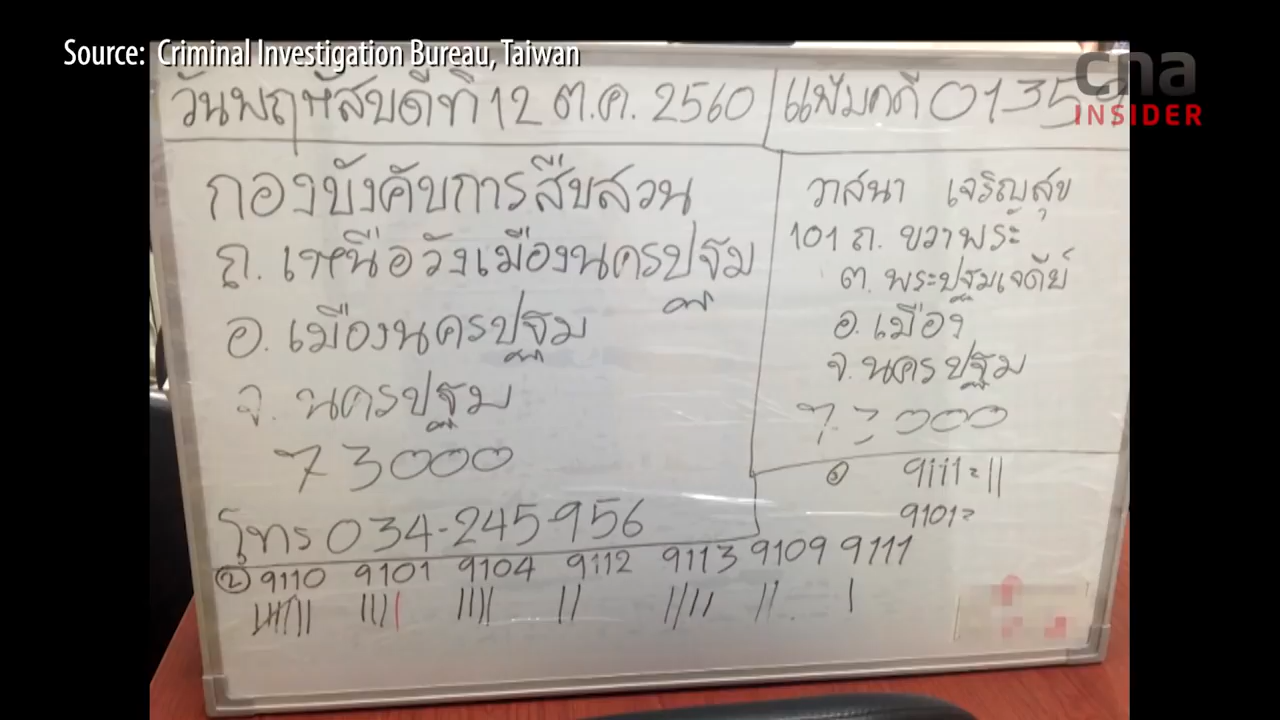 Source: Criminal Investigation Bureau, Taiwan
cna
INSIDER
วันพฤหัสบดีที่ 12 ต.ค. 2560
แฟ้มคดี 0135
กองบังคับการสืบสวน
ถ. เหนือวังเมืองนครปฐม
อ. เมืองนครปฐม
จ. นครปฐม
73000
โทร 034-245-956
วาสนา เจริญสุข
101 ถ. ขวาพระ
ต. พระปฐมเจดีย์
อ. เมือง
จ. นครปฐม
73000
9111 = ||
9101 =
② 9110 9101 9104 9112 9113 9109 9111